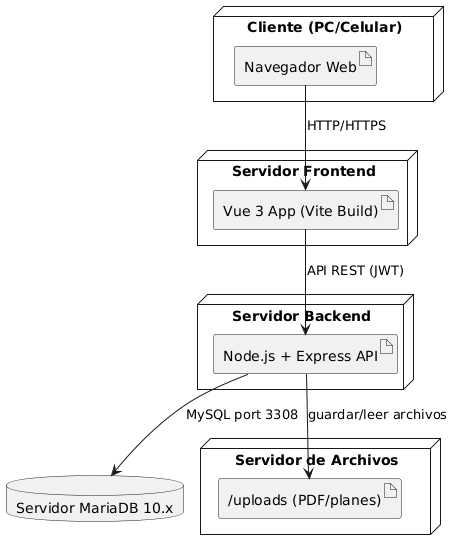 Cliente (PC/Celular)
Navegador Web
HTTP/HTTPS
Servidor Frontend
Vue 3 App (Vite Build)
API REST (JWT)
Servidor Backend
Node.js + Express API
MySQL port 3308
guardar/leer archivos
Servidor de Archivos
/uploads (PDF/planes)
Servidor MariaDB 10.x